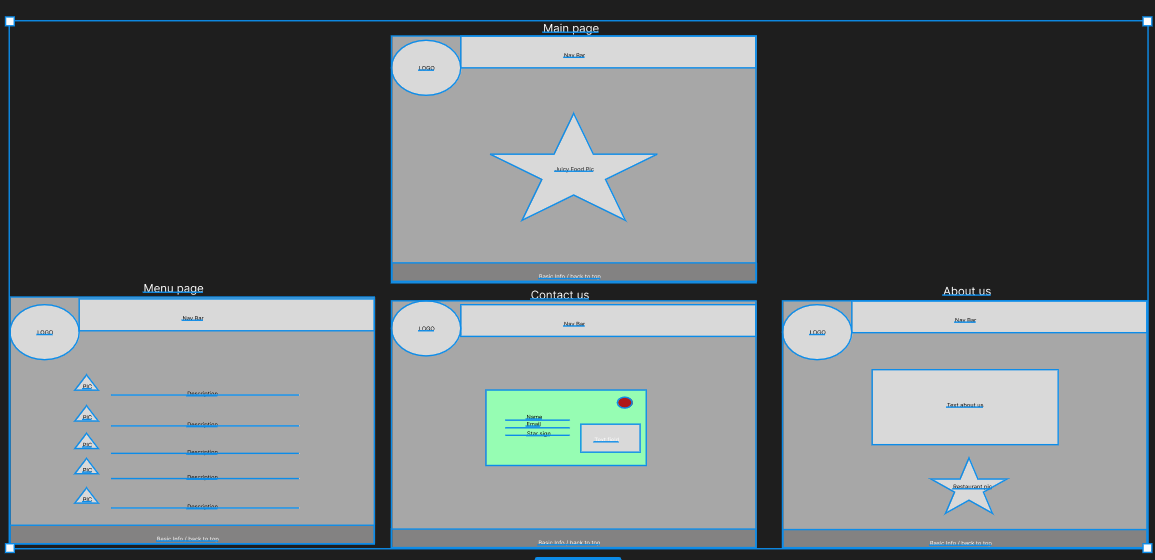 Main page
LOGO
Nav Bar
Juicy Food Pic
Basic Info / back to top
Menu page
LOGO
Nav Bar
PIC
Description
PIC
Description
PIC
Description
PIC
Description
PIC
Description
Basic Info / back to top
Contact us
LOGO
Nav Bar
Name
Email
Star sign
Basic Info / back to top
About us
LOGO
Nav Bar
Text about us
Restaurant pic
Basic Info / back to top